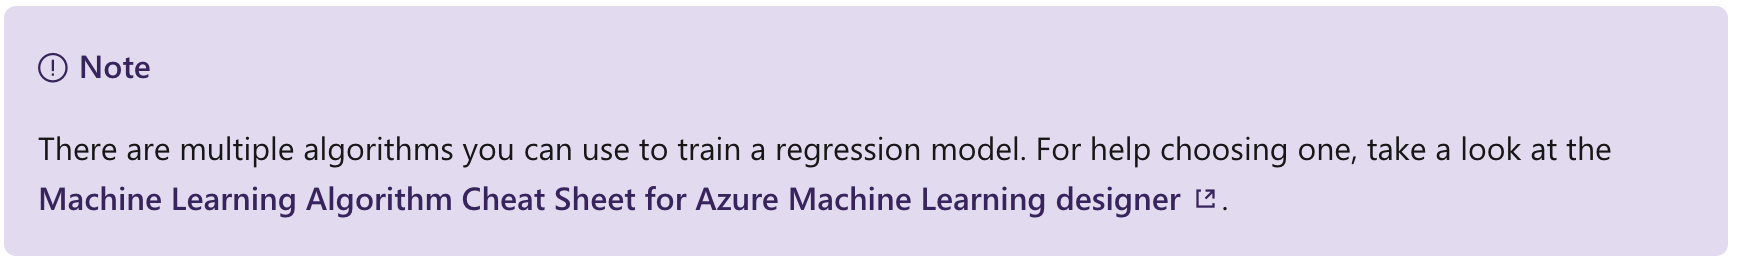 Note
There are multiple algorithms you can use to train a regression model. For help choosing one, take a look at the
Machine Learning Algorithm Cheat Sheet for Azure Machine Learning designer .